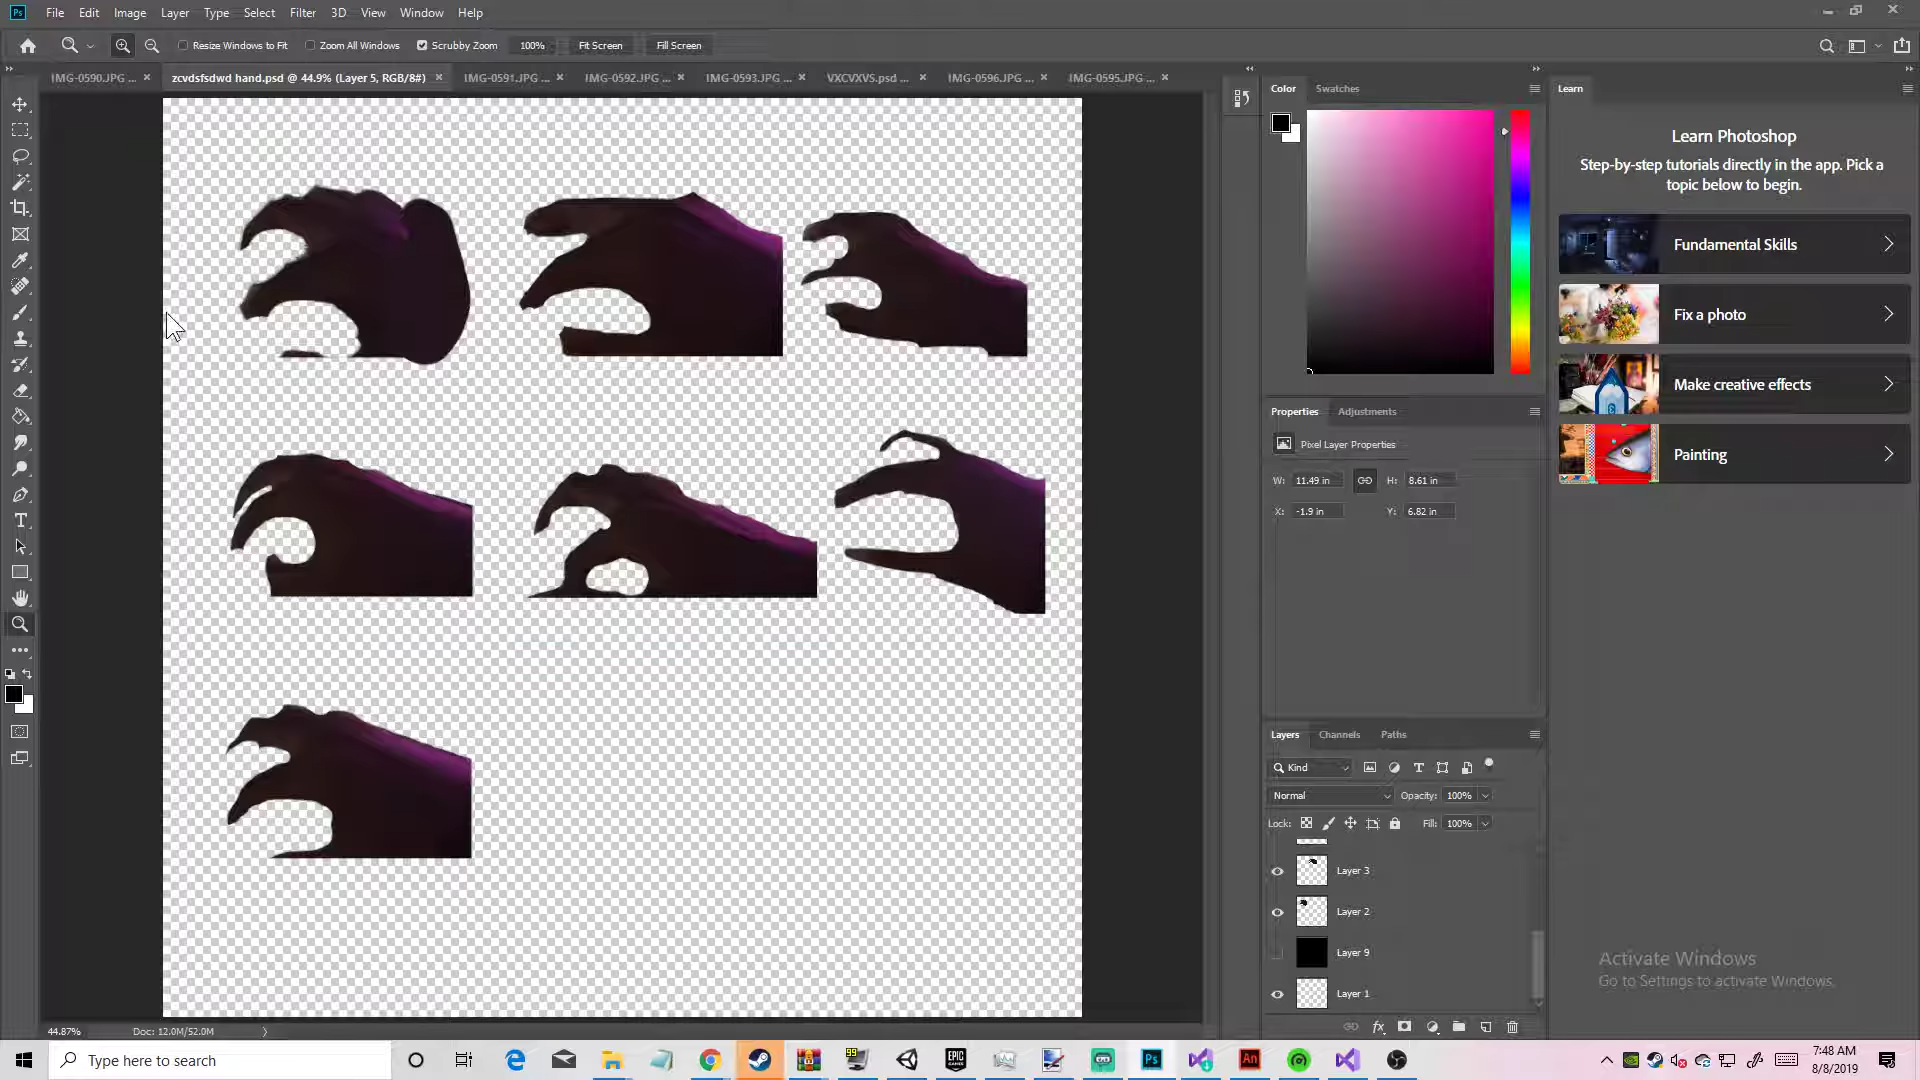 Ps File Edit Image Layer Type Select Filter 3D View Window Help
Resize Windows to Fit Zoom All Windows Scrubby Zoom 100% Fit Screen Fill Screen
IMG-0590.JPG ... × zcvdsfsdwd hand.psd @ 44.9% (Layer 5, RGB/8#) × IMG-0591.JPG ... × IMG-0592.JPG ... × IMG-0593.JPG ... × VXCVXVS.psd ... × IMG-0596.JPG ... × IMG-0595.JPG ... ×
Color Swatches
Learn
Learn Photoshop
Step-by-step tutorials directly in the app. Pick a
topic below to begin.
Fundamental Skills
Fix a photo
Make creative effects
Painting
Properties Adjustments
Pixel Layer Properties
W: 11.49 in H: 8.61 in
X: -1.9 in Y: 6.82 in
Layers Channels Paths
Kind
Normal Opacity: 100%
Lock: Fill: 100%
Layer 3
Layer 2
Layer 9
Layer 1
fx
Activate Windows
Go to Settings to activate Windows.
44.87% Doc: 12.0M/52.0M
Type here to search
99
EPIC
GAMES
Ps
An
7:48 AM
8/8/2019